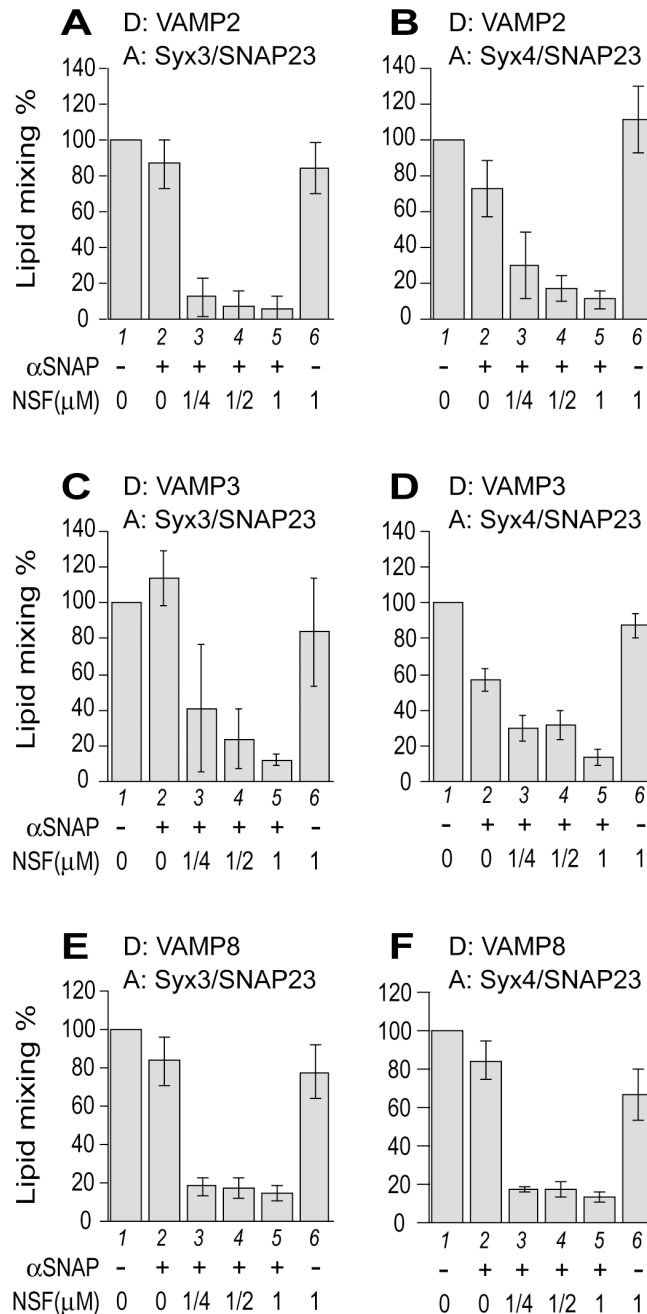 A D: VAMP2
A: Syx3/SNAP23
Lipid mixing %
140
120
100
80
60
40
20
0
1 2 3 4 5 6
αSNAP - + + + + -
NSF(μM) 0 0 1/4 1/2 1 1
B D: VAMP2
A: Syx4/SNAP23
140
120
100
80
60
40
20
0
1 2 3 4 5 6
- + + + + -
0 0 1/4 1/2 1 1
C D: VAMP3
A: Syx3/SNAP23
Lipid mixing %
140
120
100
80
60
40
20
0
1 2 3 4 5 6
αSNAP - + + + + -
NSF(μM) 0 0 1/4 1/2 1 1
D D: VAMP3
A: Syx4/SNAP23
140
120
100
80
60
40
20
0
1 2 3 4 5 6
- + + + + -
0 0 1/4 1/2 1 1
E D: VAMP8
A: Syx3/SNAP23
Lipid mixing %
120
100
80
60
40
20
0
1 2 3 4 5 6
αSNAP - + + + + -
NSF(μM) 0 0 1/4 1/2 1 1
F D: VAMP8
A: Syx4/SNAP23
120
100
80
60
40
20
0
1 2 3 4 5 6
- + + + + -
0 0 1/4 1/2 1 1